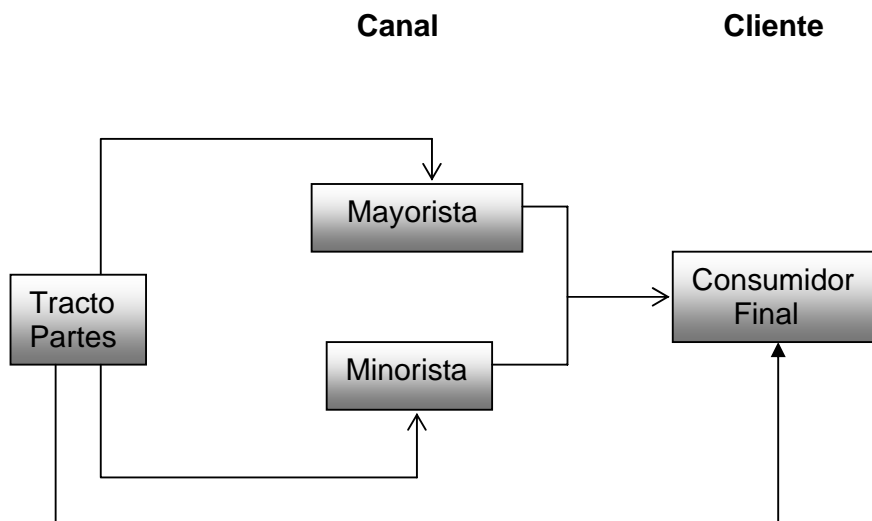 Canal
Cliente
Mayorista
Tracto
Partes
Consumidor
Final
Minorista